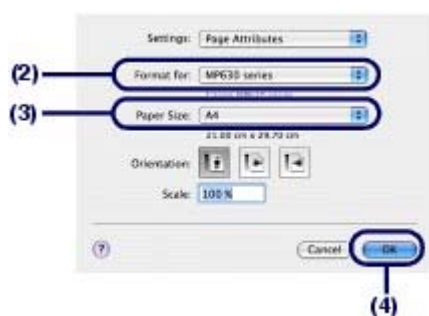 Settings: Page Attributes
(2) Format for: MP630 series
(3) Paper Size: A4
21.00 cm x 29.70 cm
Orientation:
Scale: 100 %
? Cancel OK
(4)